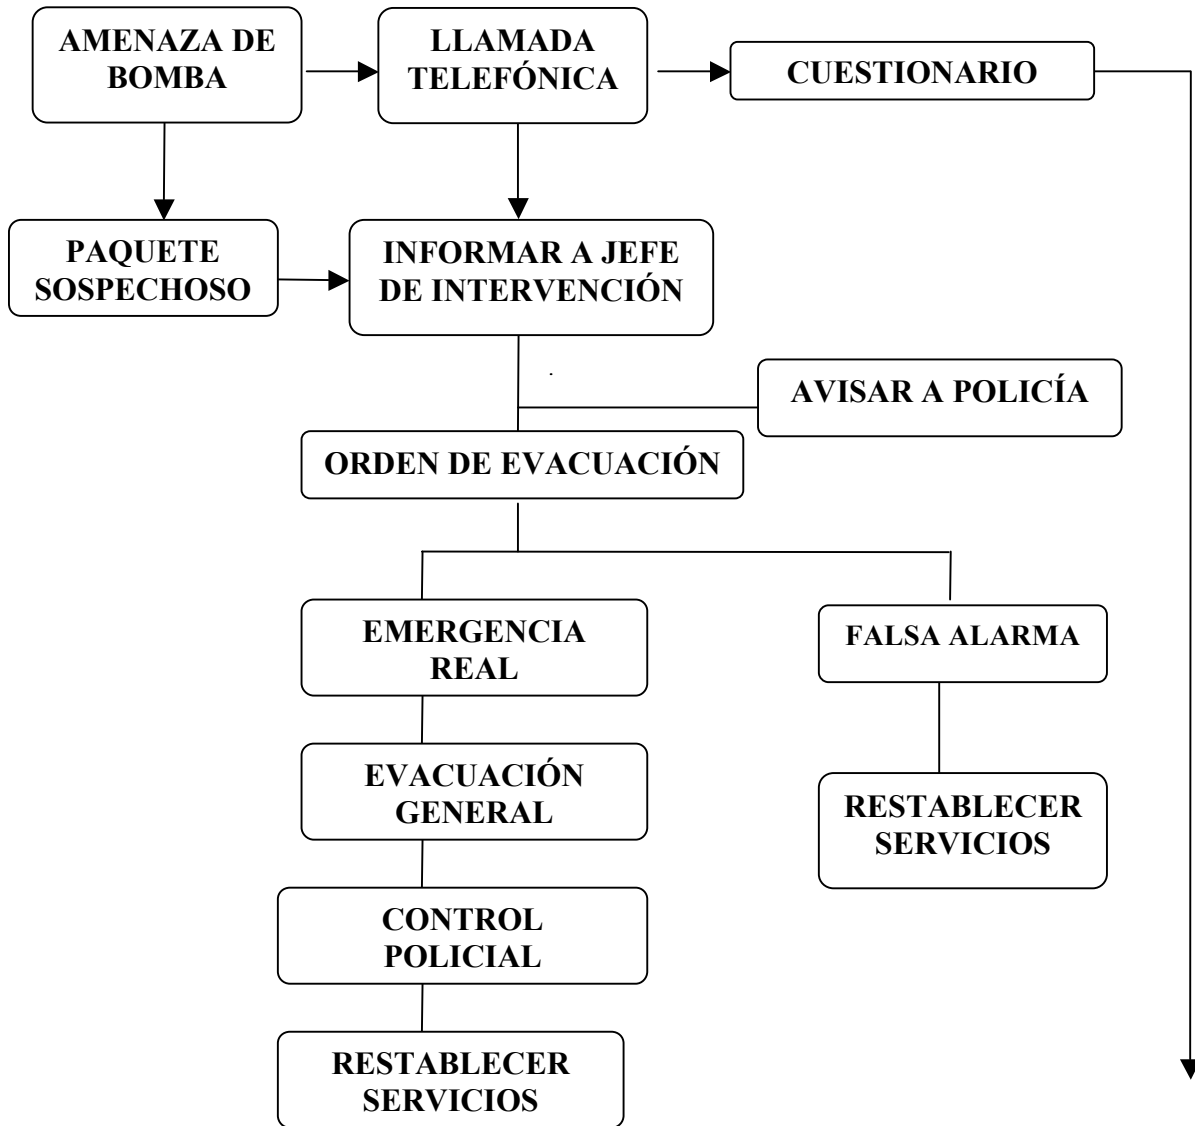 AMENAZA DE
BOMBA
LLAMADA
TELEFÓNICA
CUESTIONARIO
PAQUETE
SOSPECHOSO
INFORMAR A JEFE
DE INTERVENCIÓN
AVISAR A POLICÍA
ORDEN DE EVACUACIÓN
EMERGENCIA
REAL
FALSA ALARMA
EVACUACIÓN
GENERAL
RESTABLECER
SERVICIOS
CONTROL
POLICIAL
RESTABLECER
SERVICIOS